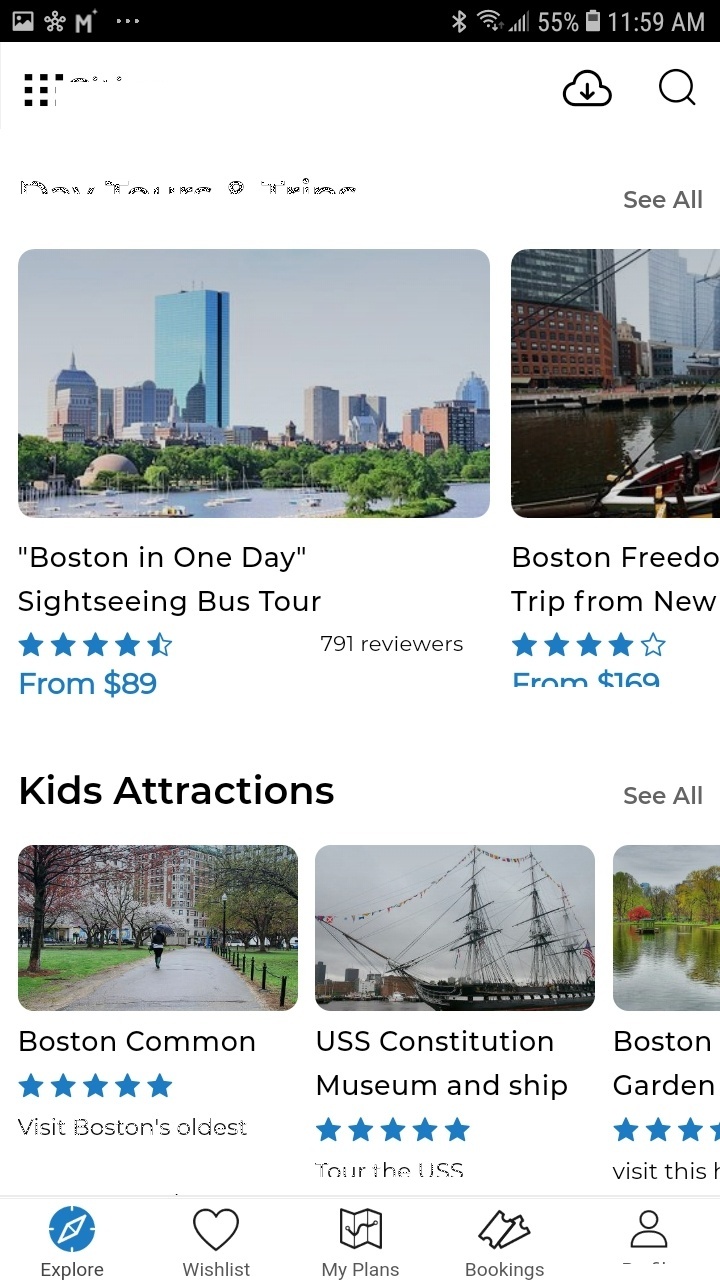 55% 11:59 AM
See All
"Boston in One Day"
Sightseeing Bus Tour
791 reviewers
From $89
Boston Freedo
Trip from New
From $169
Kids Attractions
See All
Boston Common
Visit Boston's oldest
USS Constitution
Museum and ship
Tour the USS
Boston
Garden
visit this h
Explore
Wishlist
My Plans
Bookings